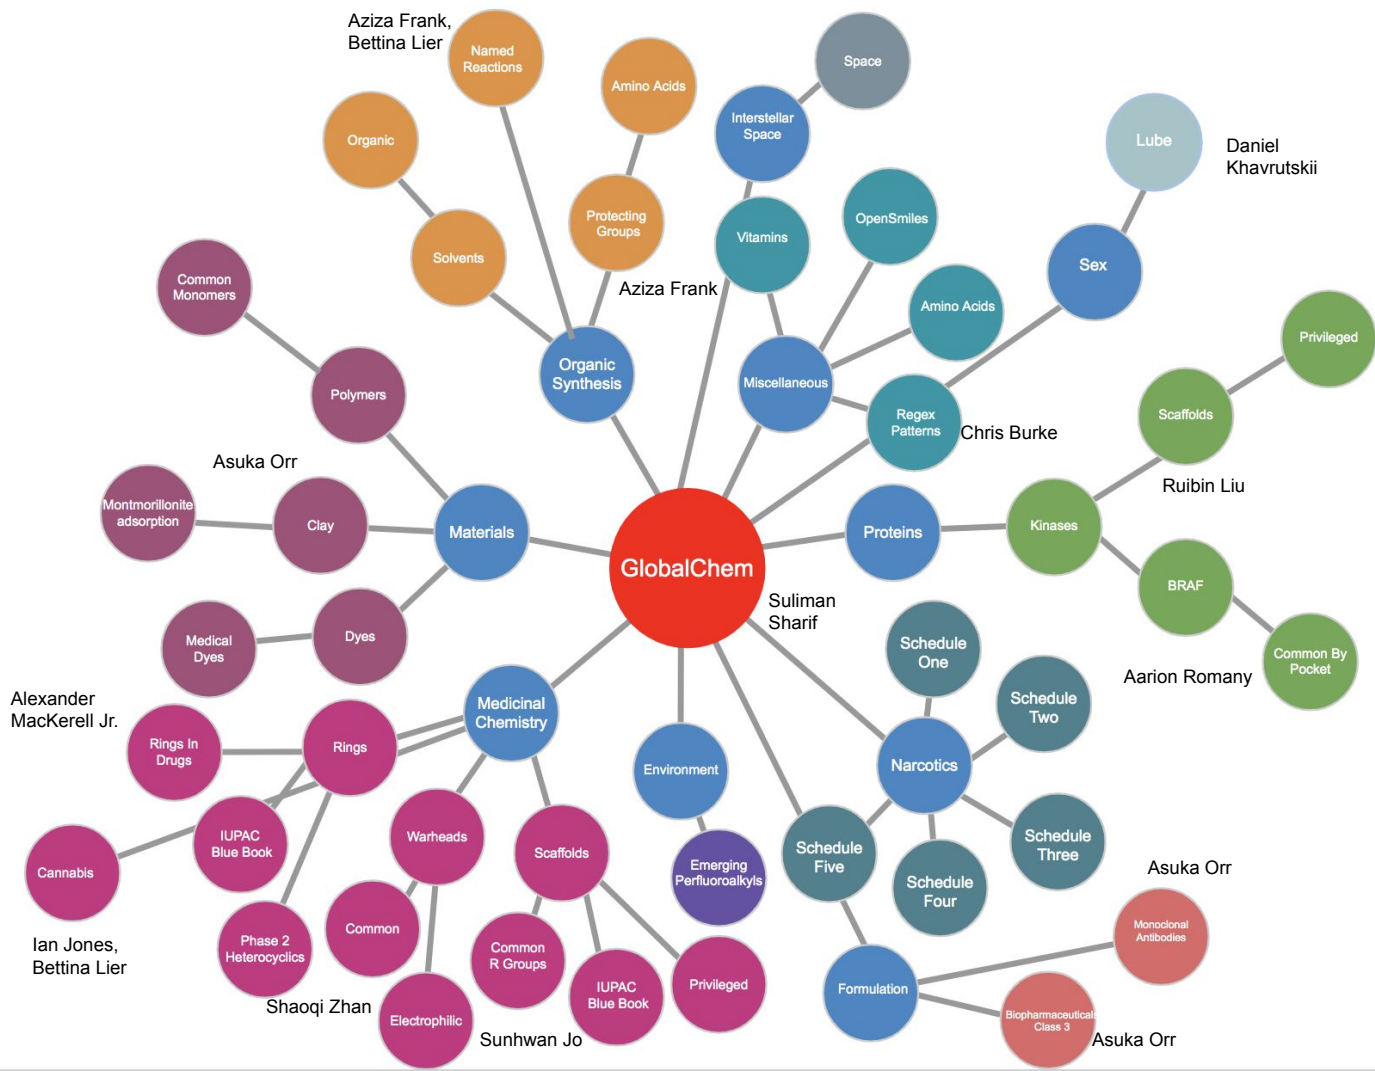 Aziza Frank,
Bettina Lier
Named
Reactions
Space
Amino Acids
Interstellar
Space
Organic
Lube
Daniel
Khavrutskii
Protecting
Groups
OpenSmiles
Vitamins
Solvents
Sex
Common
Monomers
Aziza Frank
Amino Acids
Privileged
Organic
Synthesis
Miscellaneous
Polymers
Regex
Patterns
Chris Burke
Scaffolds
Asuka Orr
Ruibin Liu
Montmorillonite
adsorption
Clay
Materials
Proteins
Kinases
GlobalChem
BRAF
Suliman
Sharif
Medical
Dyes
Dyes
Schedule
One
Common By
Pocket
Aarion Romany
Alexander
MacKerell Jr.
Medicinal
Chemistry
Schedule
Two
Rings In
Drugs
Rings
Environment
Narcotics
IUPAC
Blue Book
Warheads
Scaffolds
Schedule
Five
Schedule
Three
Cannabis
Emerging
Perfluoroalkyls
Schedule
Four
Asuka Orr
Common
Monoclonal
Antibodies
Ian Jones,
Bettina Lier
Phase 2
Heterocyclics
Common
R Groups
IUPAC
Blue Book
Privileged
Formulation
Shaoqi Zhan
Electrophilic
Sunhwan Jo
Biopharmaceuticals
Class 3
Asuka Orr